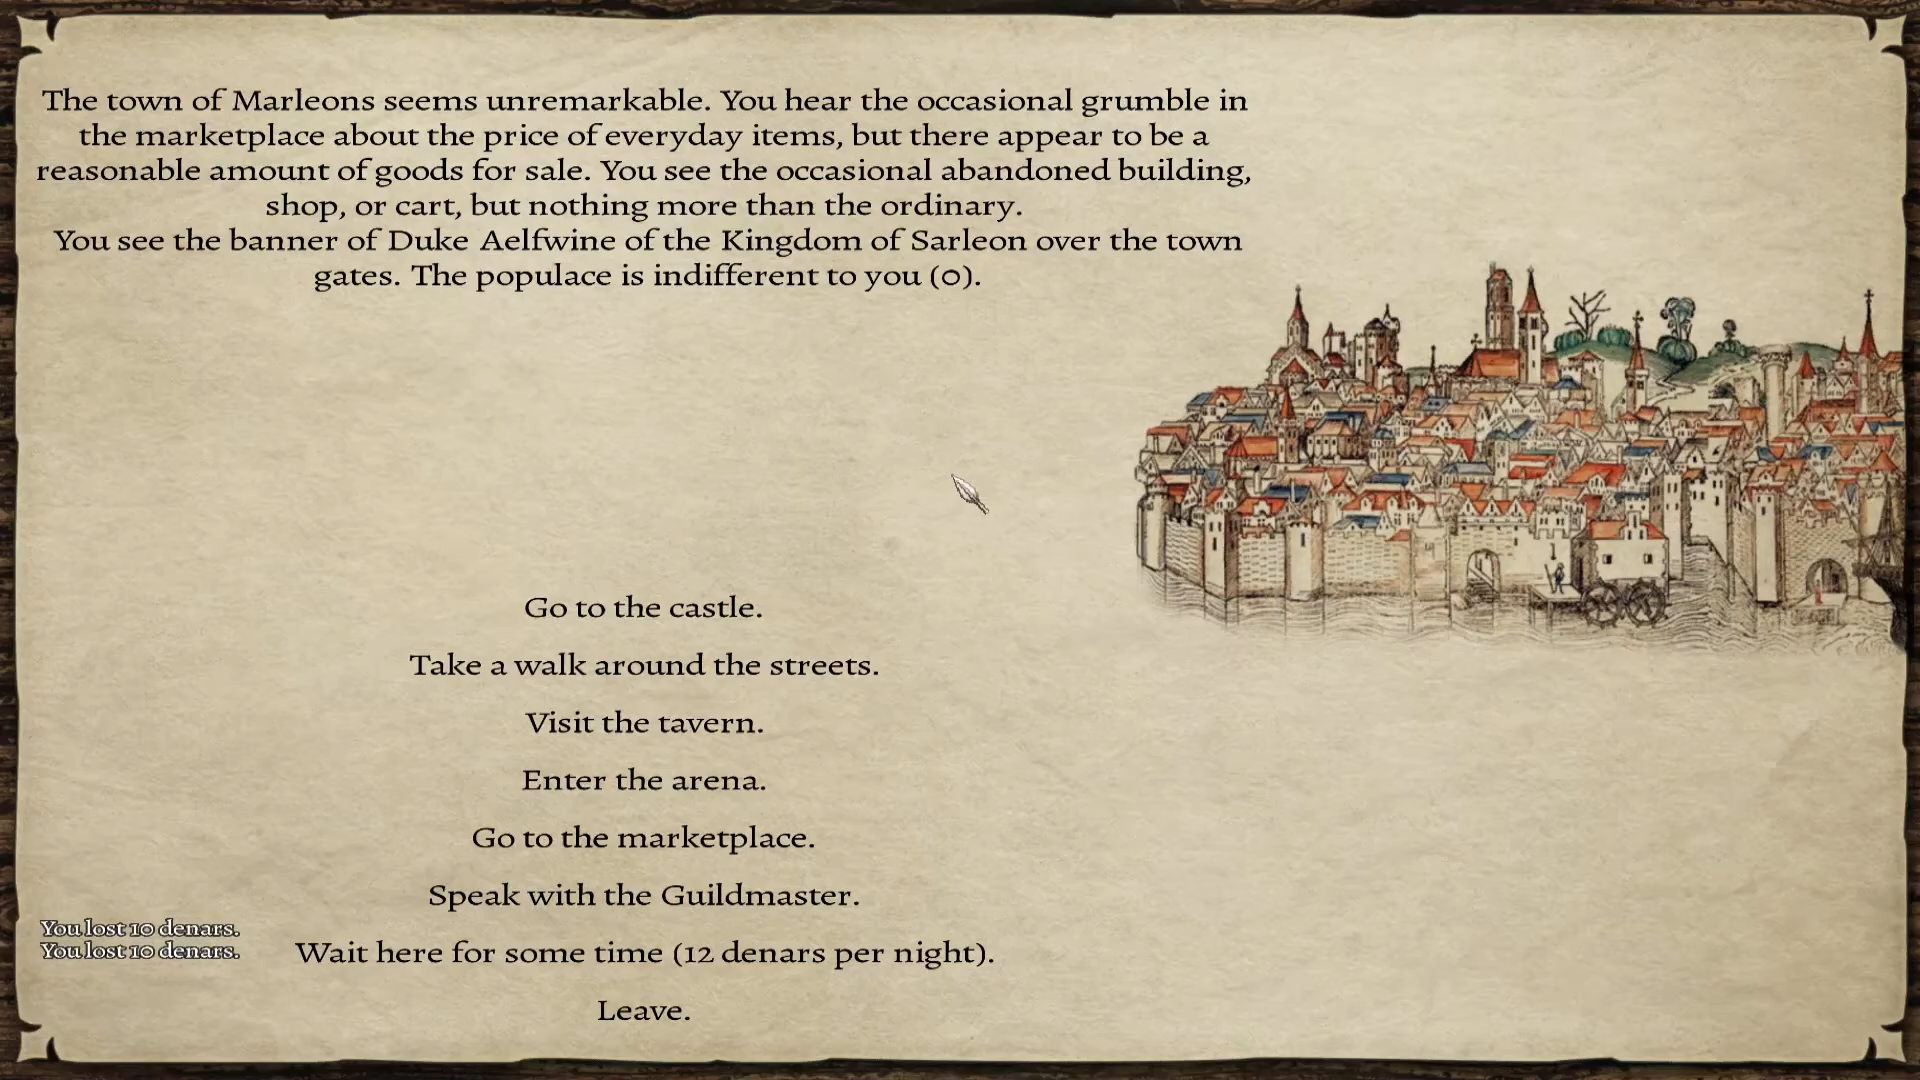 The town of Marleons seems unremarkable. You hear the occasional grumble in
the marketplace about the price of everyday items, but there appear to be a
reasonable amount of goods for sale. You see the occasional abandoned building,
shop, or cart, but nothing more than the ordinary.
You see the banner of Duke Aelfwine of the Kingdom of Sarleon over the town
gates. The populace is indifferent to you (0).
Go to the castle.
Take a walk around the streets.
Visit the tavern.
Enter the arena.
Go to the marketplace.
Speak with the Guildmaster.
You lost 10 denars.
You lost 10 denars.
Wait here for some time (12 denars per night).
Leave.